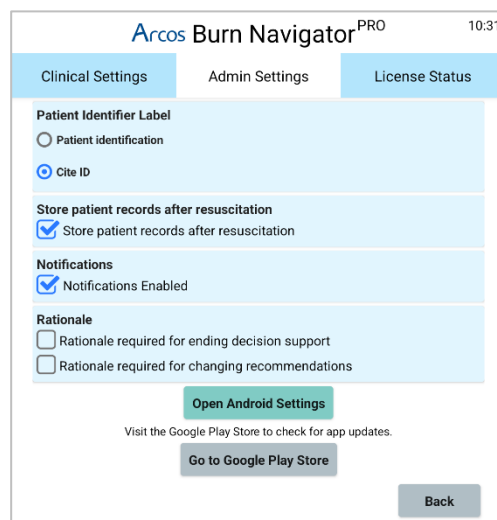 Arcos Burn Navigator PRO 10:31
Clinical Settings Admin Settings License Status
Patient Identifier Label
Patient identification
Cite ID
Store patient records after resuscitation
Store patient records after resuscitation
Notifications
Notifications Enabled
Rationale
Rationale required for ending decision support
Rationale required for changing recommendations
Open Android Settings
Visit the Google Play Store to check for app updates.
Go to Google Play Store
Back